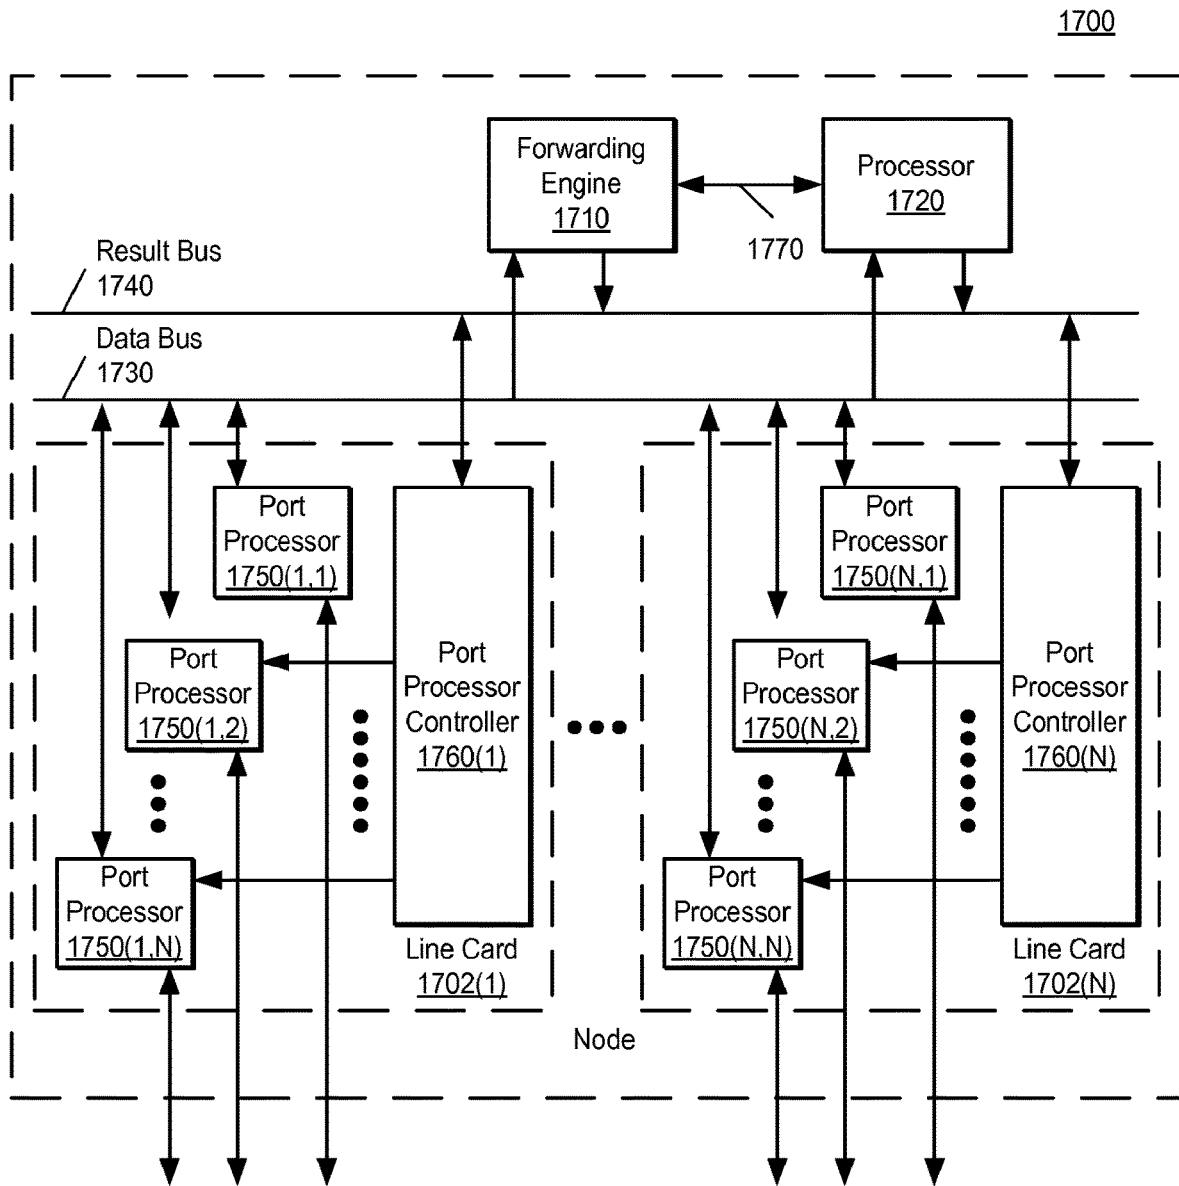 1700
Forwarding
Engine
1710
Processor
1720
1770
Result Bus
1740
Data Bus
1730
Port
Processor
1750(1,1)
Port
Processor
1750(1,2)
Port
Processor
1750(1,N)
Port
Processor
Controller
1760(1)
Line Card
1702(1)
Port
Processor
1750(N,1)
Port
Processor
1750(N,2)
Port
Processor
1750(N,N)
Port
Processor
Controller
1760(N)
Line Card
1702(N)
Node